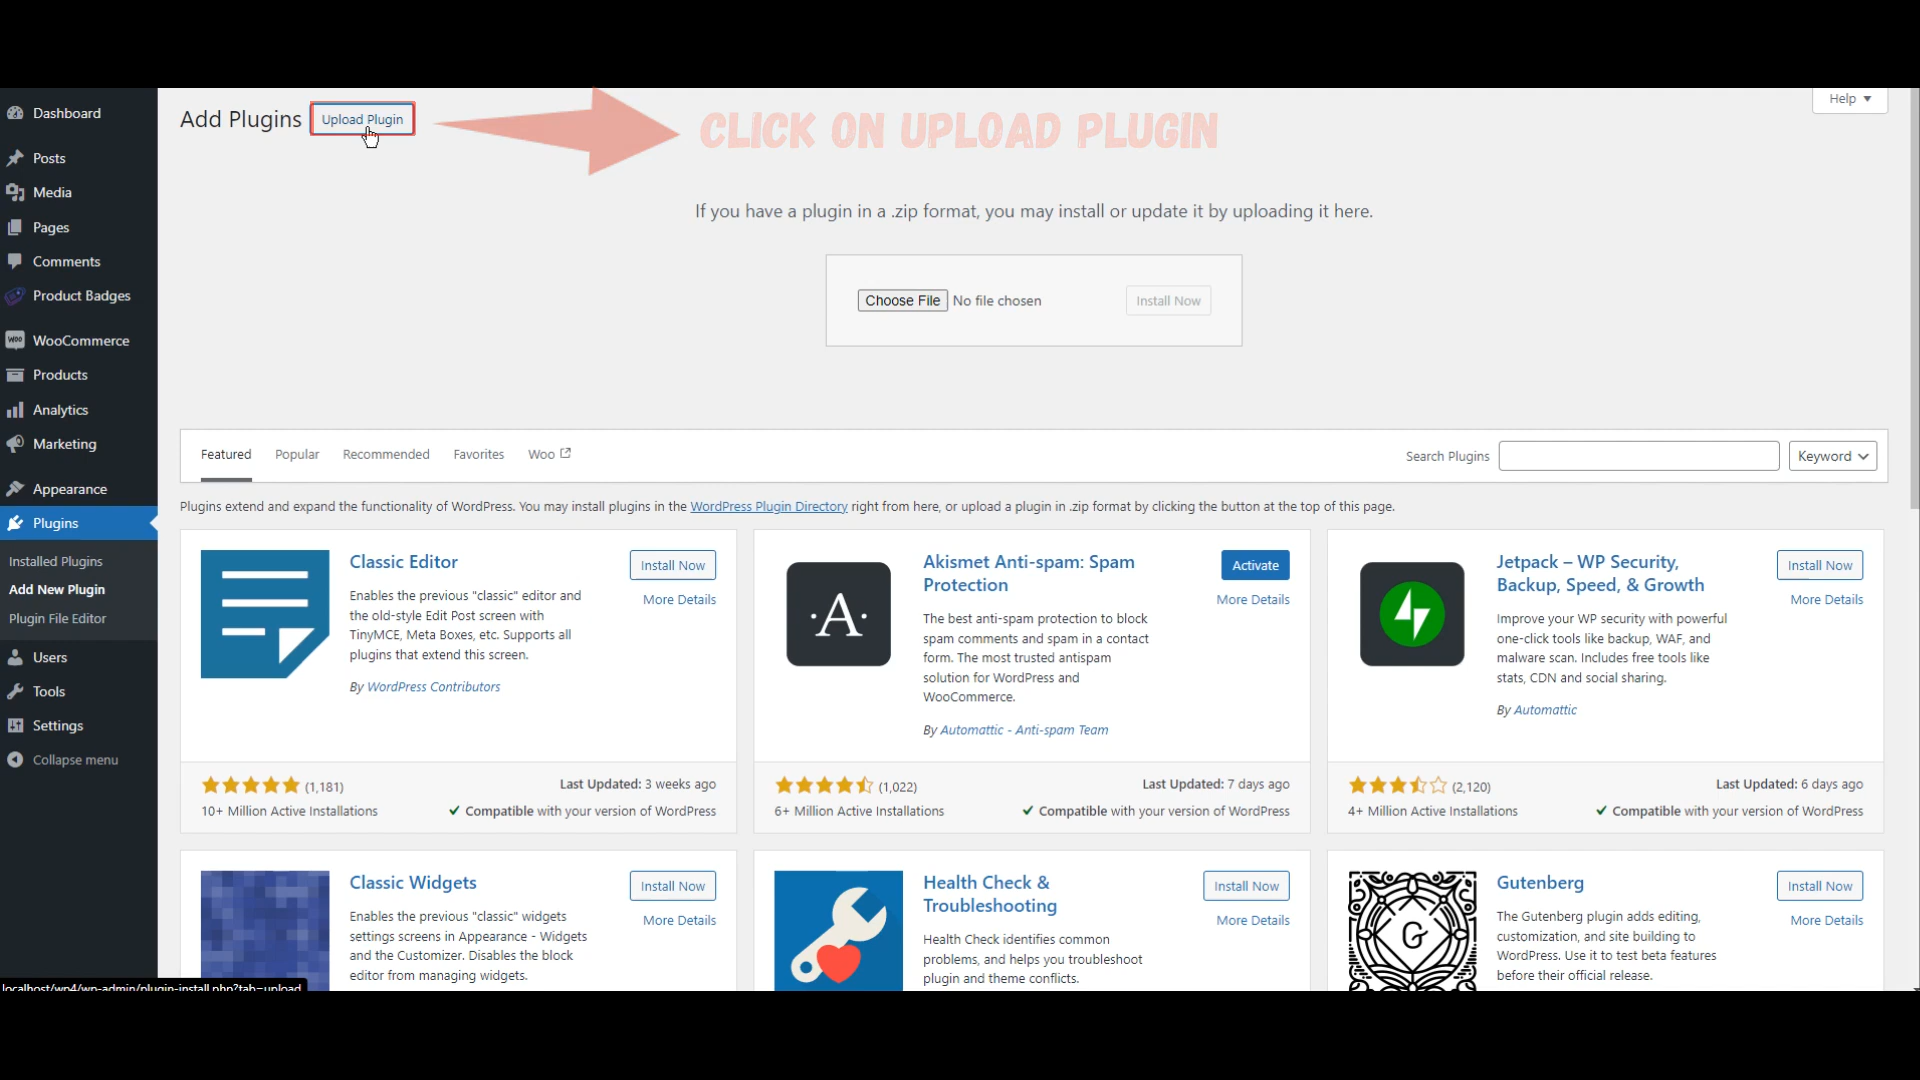 Dashboard
Posts
Media
Pages
Comments
Product Badges
WooCommerce
Products
Analytics
Marketing
Appearance
Plugins
Installed Plugins
Add New Plugin
Plugin File Editor
Users
Tools
Settings
Collapse menu
localhost/wp4/wp-admin/plugin-install.php?tab=upload
Help
Add Plugins
Upload Plugin
CLICK ON UPLOAD PLUGIN
If you have a plugin in a .zip format, you may install or update it by uploading it here.
Choose File No file chosen
Install Now
Featured Popular Recommended Favorites Woo
Search Plugins
Keyword
Plugins extend and expand the functionality of WordPress. You may install plugins in the WordPress Plugin Directory right from here, or upload a plugin in .zip format by clicking the button at the top of this page.
Classic Editor
Install Now
More Details
Enables the previous "classic" editor and
the old-style Edit Post screen with
TinyMCE, Meta Boxes, etc. Supports all
plugins that extend this screen.
By WordPress Contributors
(1,181)
Last Updated: 3 weeks ago
10+ Million Active Installations
Compatible with your version of WordPress
A
Akismet Anti-spam: Spam
Protection
Activate
More Details
The best anti-spam protection to block
spam comments and spam in a contact
form. The most trusted antispam
solution for WordPress and
WooCommerce.
By Automattic - Anti-spam Team
(1,022)
Last Updated: 7 days ago
6+ Million Active Installations
Compatible with your version of WordPress
Jetpack – WP Security,
Backup, Speed, & Growth
Install Now
More Details
Improve your WP security with powerful
one-click tools like backup, WAF, and
malware scan. Includes free tools like
stats, CDN and social sharing.
By Automattic
(2,120)
Last Updated: 6 days ago
4+ Million Active Installations
Compatible with your version of WordPress
Classic Widgets
Install Now
More Details
Enables the previous "classic" widgets
settings screens in Appearance - Widgets
and the Customizer. Disables the block
editor from managing widgets.
Health Check &
Troubleshooting
Install Now
More Details
Health Check identifies common
problems, and helps you troubleshoot
plugin and theme conflicts.
G
Gutenberg
Install Now
More Details
The Gutenberg plugin adds editing,
customization, and site building to
WordPress. Use it to test beta features
before their official release.